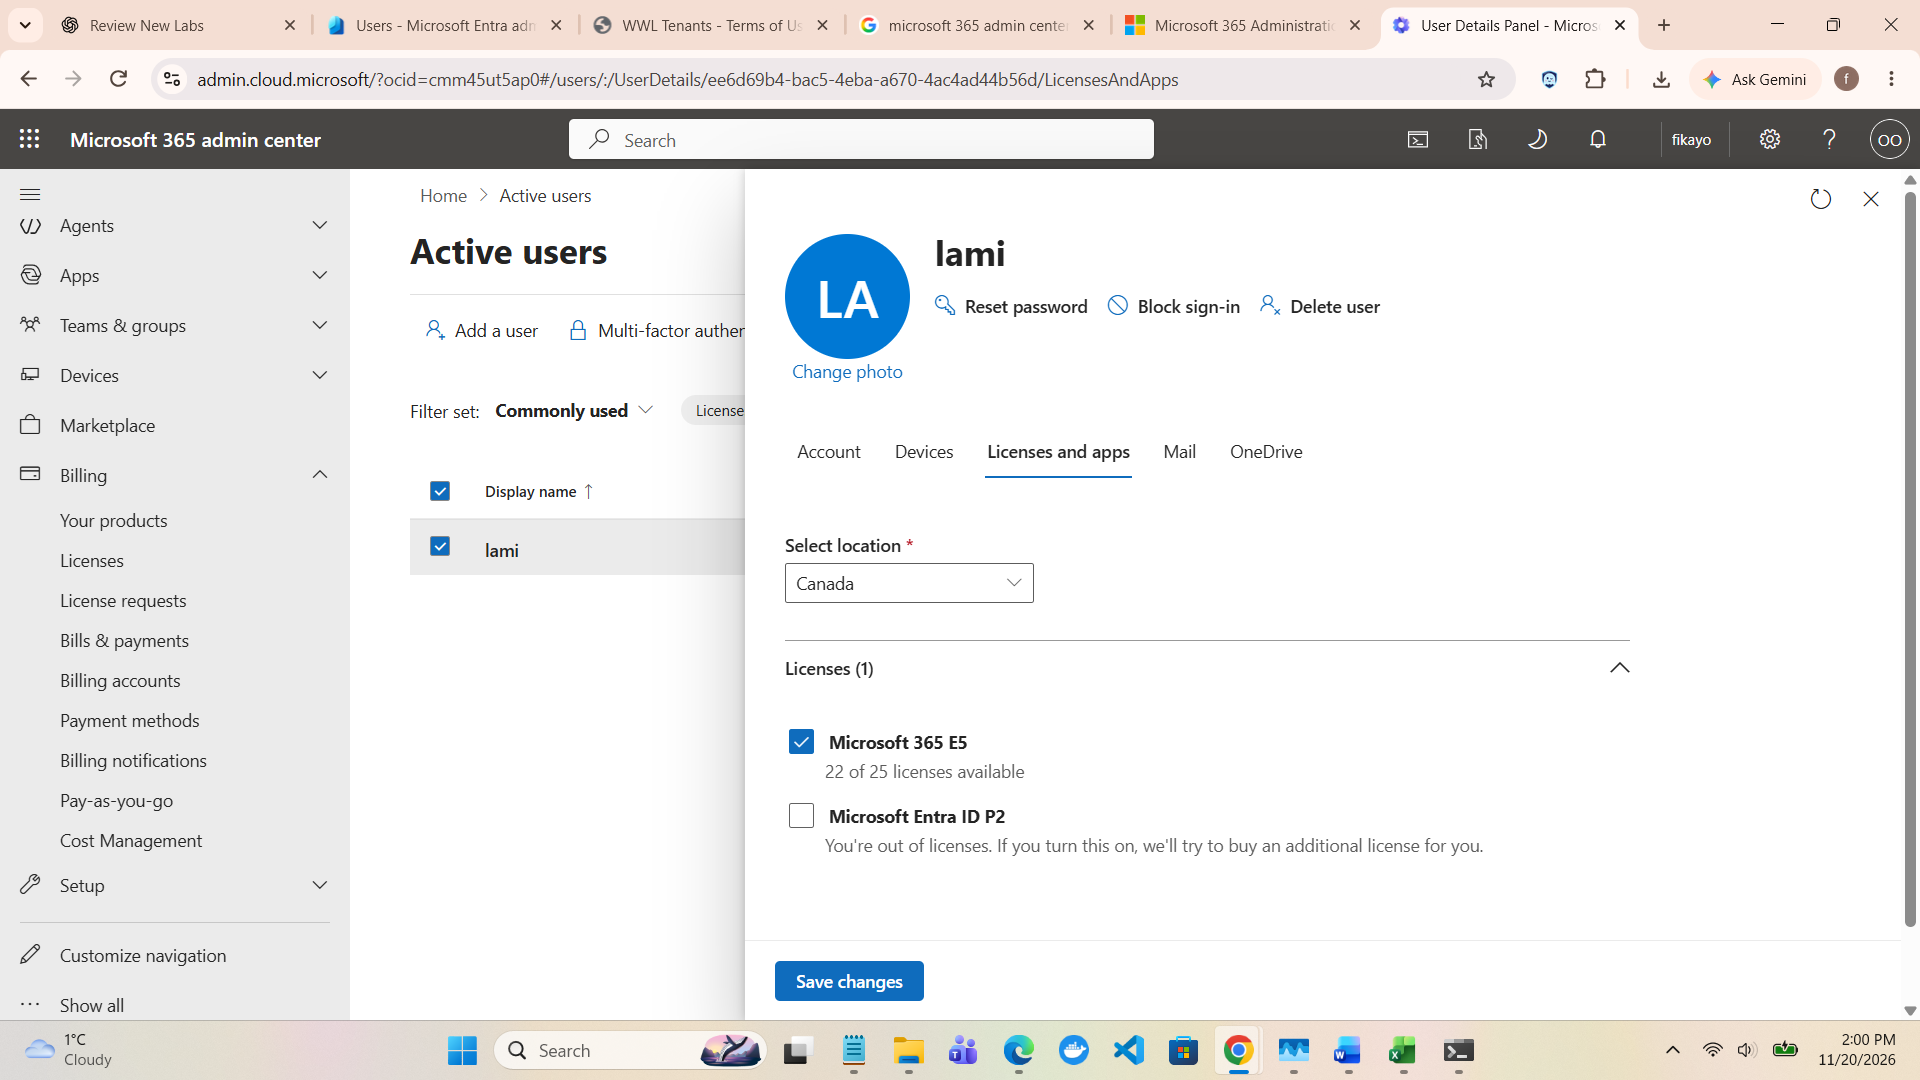 Review New Labs
Users - Microsoft Entra adm
WWL Tenants - Terms of Us
microsoft 365 admin center
Microsoft 365 Administratio
User Details Panel - Microso
admin.cloud.microsoft/?ocid=cmm45ut5ap0#/users/:/UserDetails/ee6d69b4-bac5-4eba-a670-4ac4ad44b56d/LicensesAndApps
Ask Gemini
f
Microsoft 365 admin center
Search
fikayo
OO
Agents
Apps
Teams & groups
Devices
Marketplace
Billing
Your products
Licenses
License requests
Bills & payments
Billing accounts
Payment methods
Billing notifications
Pay-as-you-go
Cost Management
Setup
Customize navigation
Show all
Home
Active users
Active users
Add a user
Multi-factor auther
Filter set:
Commonly used
License
Display name ↑
lami
LA
Change photo
lami
Reset password
Block sign-in
Delete user
Account
Devices
Licenses and apps
Mail
OneDrive
Select location *
Canada
Licenses (1)
Microsoft 365 E5
22 of 25 licenses available
Microsoft Entra ID P2
You're out of licenses. If you turn this on, we'll try to buy an additional license for you.
Save changes
1°C
Cloudy
Search
2:00 PM
11/20/2026